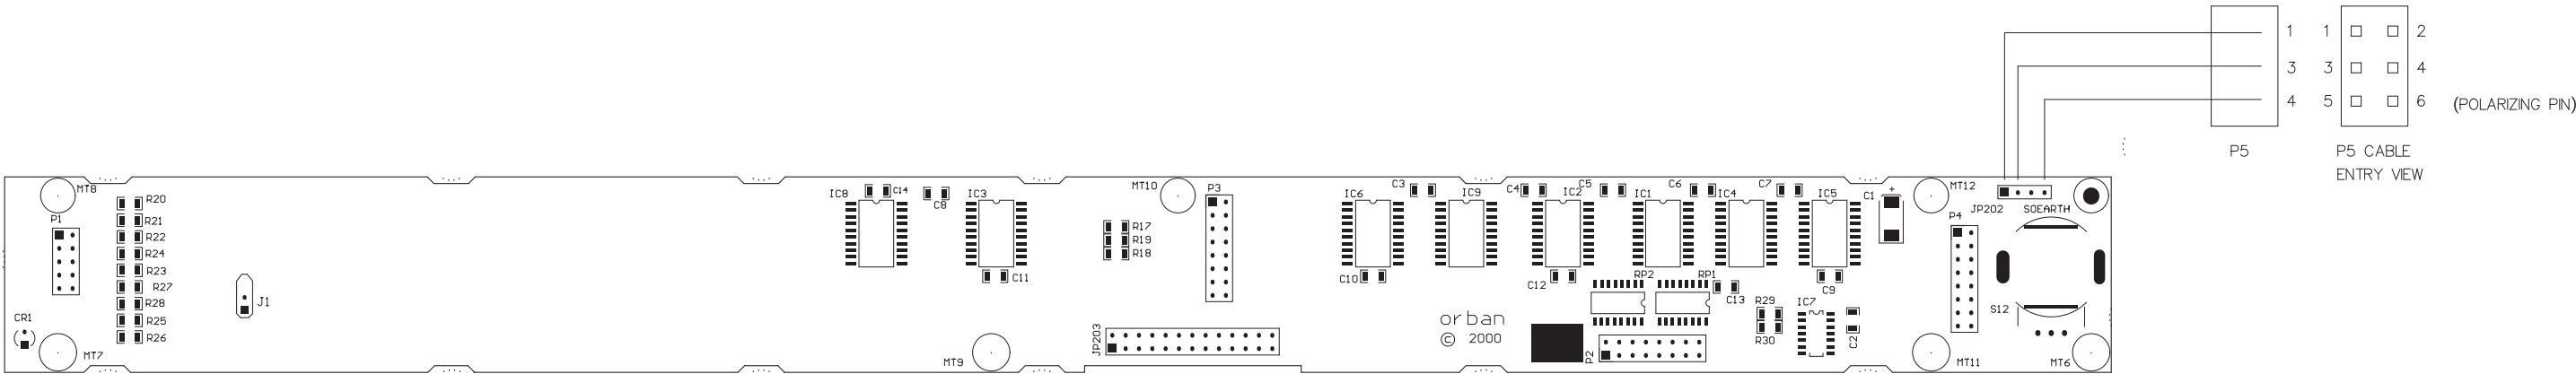 1 1 2
3 3 4
4 5 6 (POLARIZING PIN)
P5 P5 CABLE
ENTRY VIEW
MT8
R20
P1
R21
R22
R24
R23
R27
R28
R25
R26
CR1
MT7
J1
IC8
C14
C8
IC3
C11
MT9
MT10
P3
R17
R19
R18
JP203
IC6
C3
IC9
C10
C4
IC2
C5
C12
IC1
C6
IC4
C7
IC5
C9
RP2
RP1
C13
orban
© 2000
P2
R29
R30
IC7
C2
C1
+
MT12
JP202
SOEARTH
P4
S12
MT11
MT6